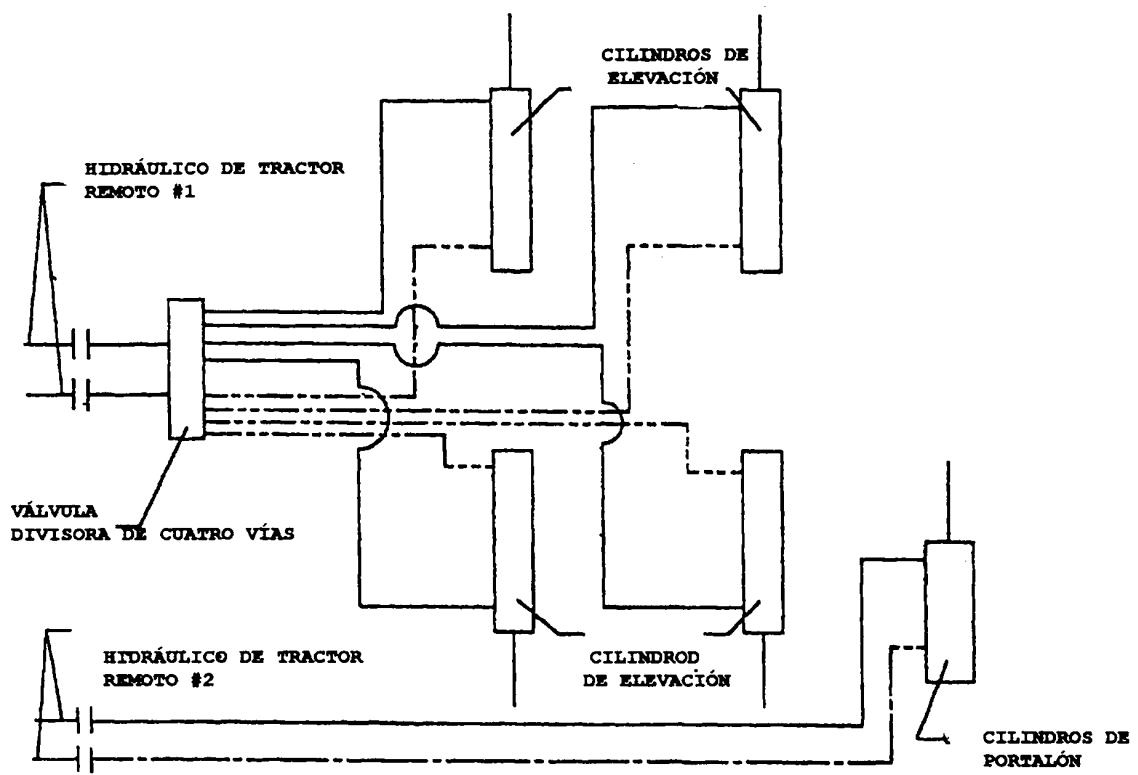 CILINDROS DE
ELEVACIÓN
HIDRÁULICO DE TRACTOR
REMOTO #1
VÁLVULA
DIVISORA DE CUATRO VÍAS
HIDRÁULICO DE TRACTOR
REMOTO #2
CILINDROD
DE ELEVACIÓN
CILINDROS DE
PORTALÓN